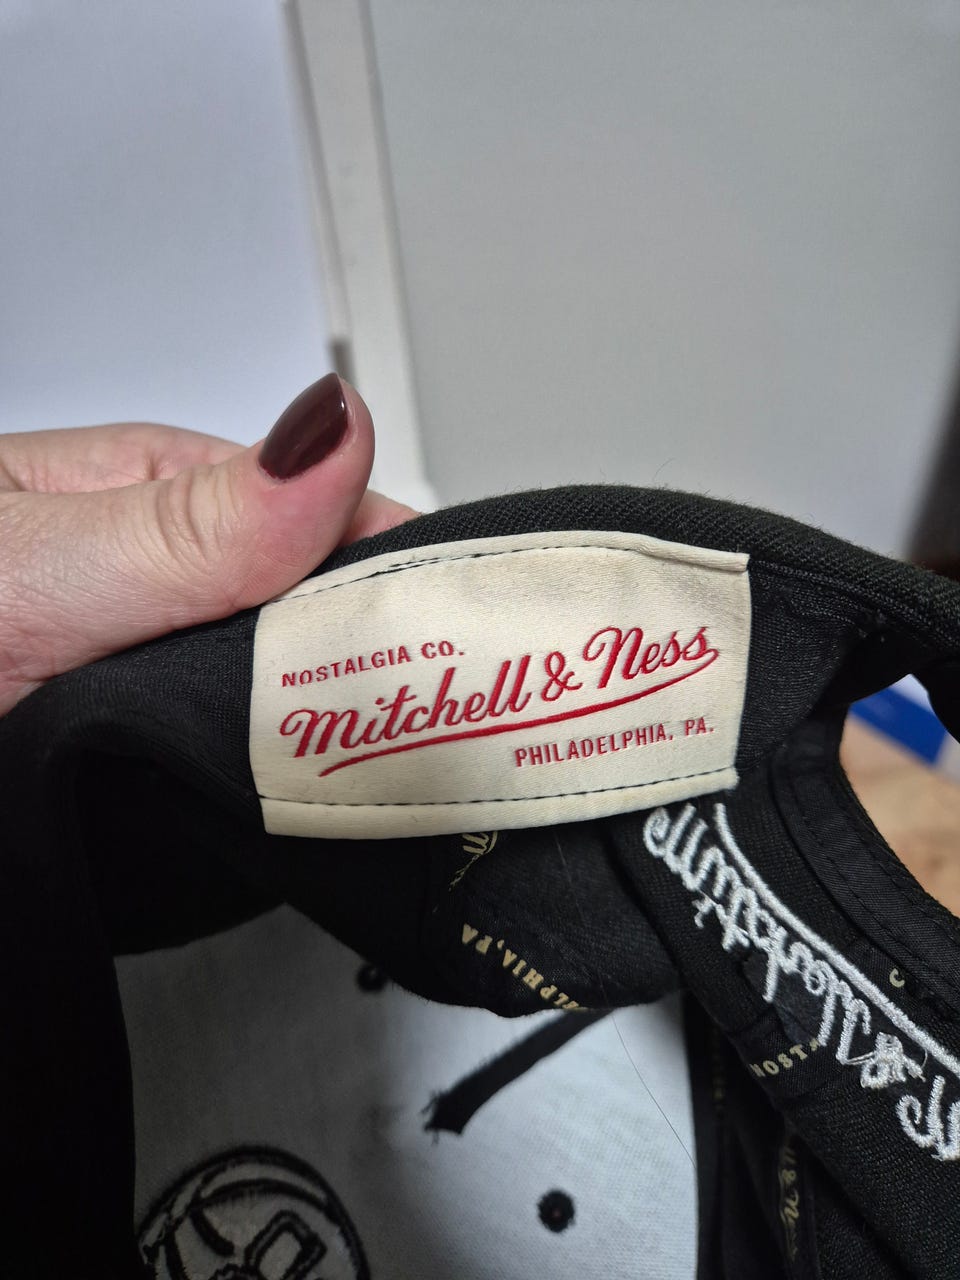 NOSTALGIA CO.
Mitchell & Ness
PHILADELPHIA, PA.